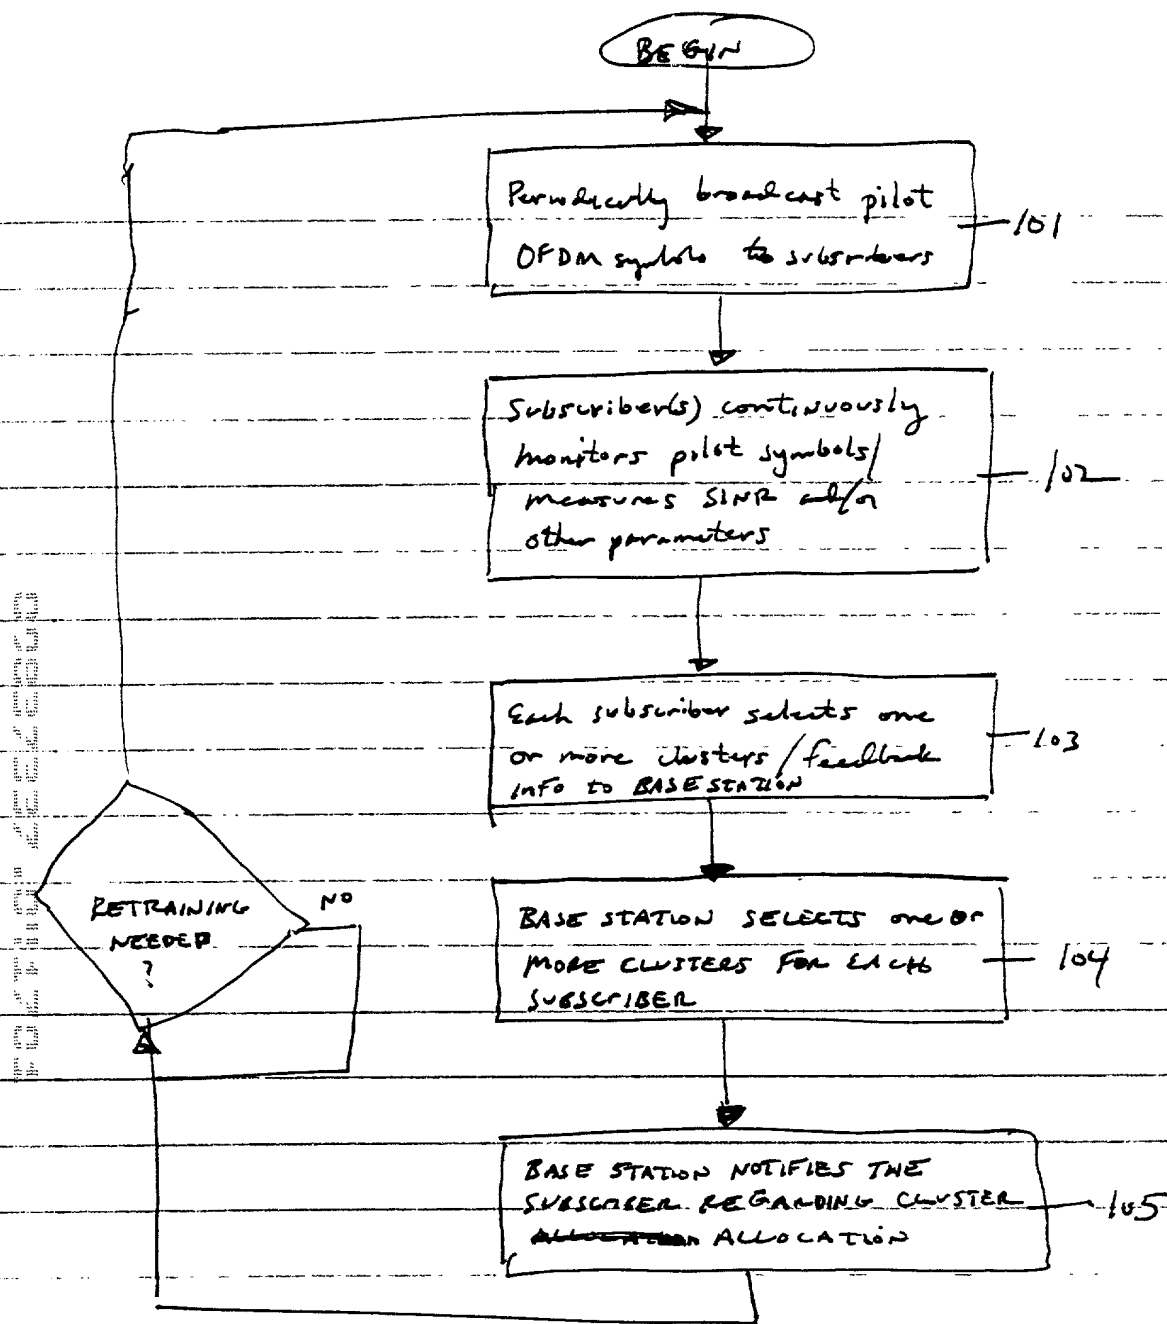 BEGIN
Periodically broadcast pilot
OFDM symbols to subscribers
101
Subscriber(s) continuously
monitors pilot symbols/
measures SINR and/or
other parameters
102
Each subscriber selects one
or more clusters/feedback
INFO TO BASE STATION
103
BASE STATION SELECTS one or
MORE CLUSTERS FOR EACH
SUBSCRIBER
104
BASE STATION NOTIFIES THE
SUBSCRIBER REGARDING CLUSTER
ALLOCATION
105
RETRAINING
NEEDED
?
NO